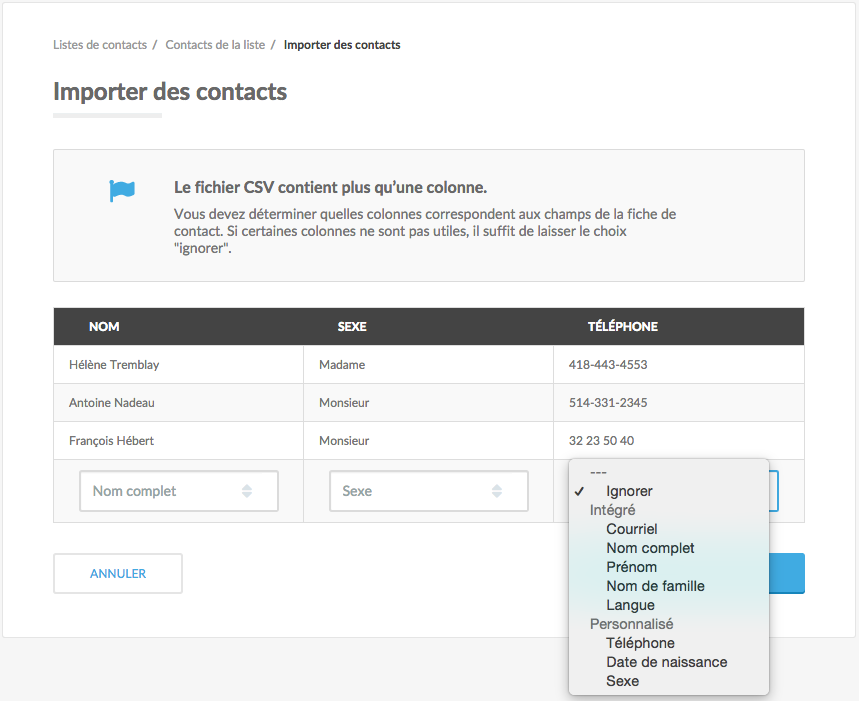 Listes de contacts / Contacts de la liste / Importer des contacts
Importer des contacts
Le fichier CSV contient plus qu'une colonne.
Vous devez déterminer quelles colonnes correspondent aux champs de la fiche de
contact. Si certaines colonnes ne sont pas utiles, il suffit de laisser le choix
"ignorer".
NOM SEXE TÉLÉPHONE
Hélène Tremblay Madame 418-443-4553
Antoine Nadeau Monsieur 514-331-2345
François Hébert Monsieur 32 23 50 40
Nom complet Sexe
---
✓ Ignorer
Intégré
Courriel
Nom complet
Prénom
Nom de famille
Langue
Personnalisé
Téléphone
Date de naissance
Sexe
ANNULER